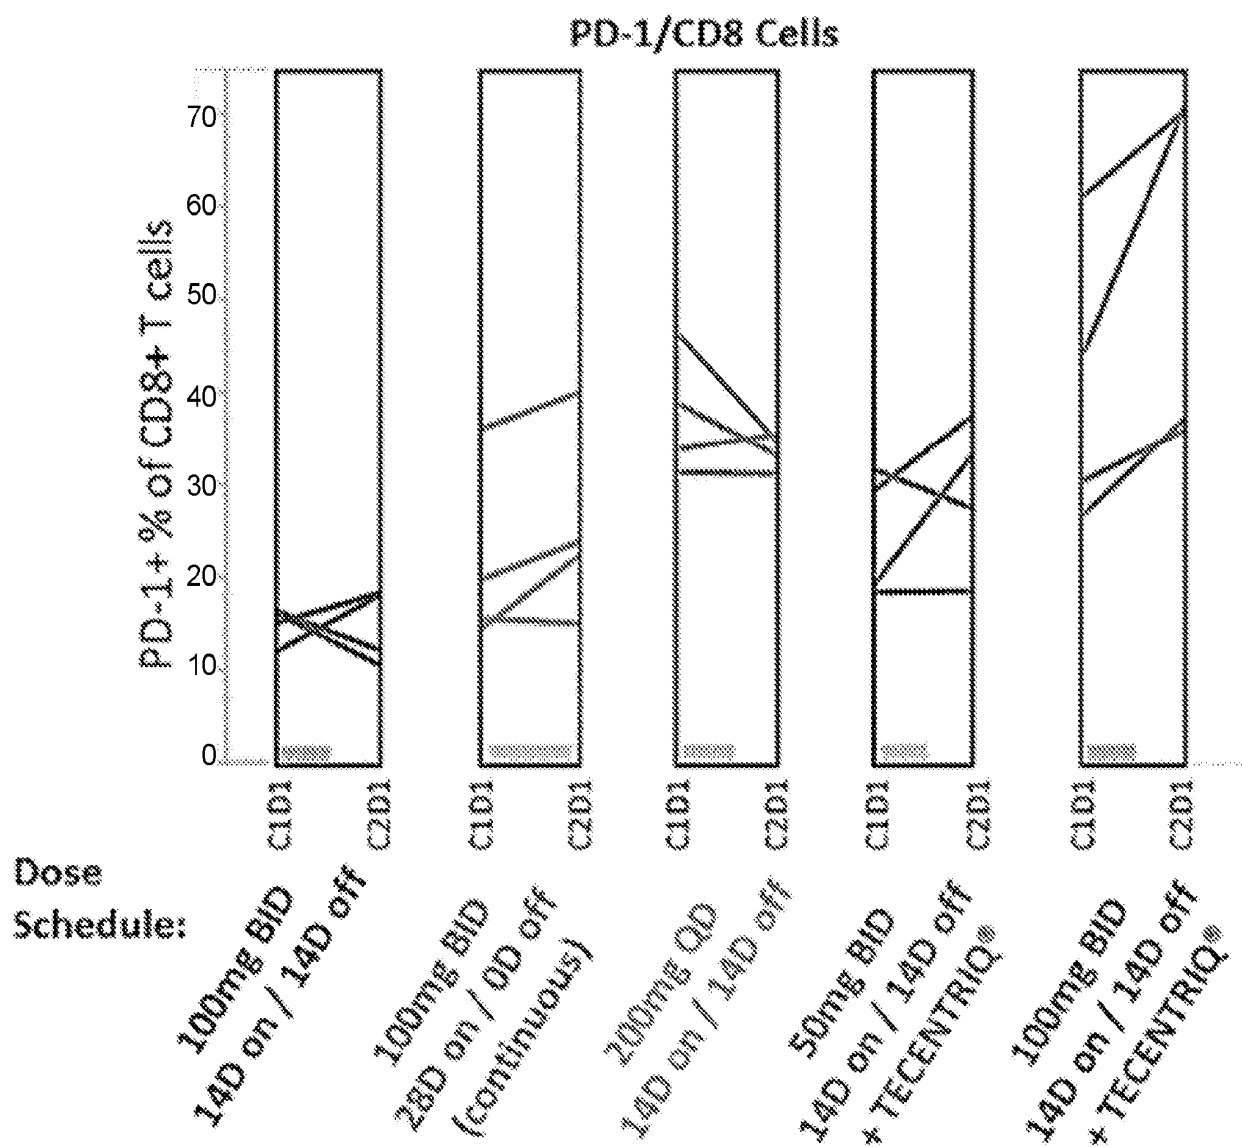 PD-1/CD8 Cells
PD-1+ % of CD8+ T cells
70
60
50
40
30
20
10
0
C1D1
C2D1
C1D1
C2D1
C1D1
C2D1
C1D1
C2D1
C1D1
C2D1
Dose
Schedule:
100mg BID
14D on / 14D off
100mg BID
28D on / 0D off
(continuous)
200mg QD
14D on / 14D off
50mg BID
14D on / 14D off
+ TECENTRIQ®
100mg BID
14D on / 14D off
+ TECENTRIQ®